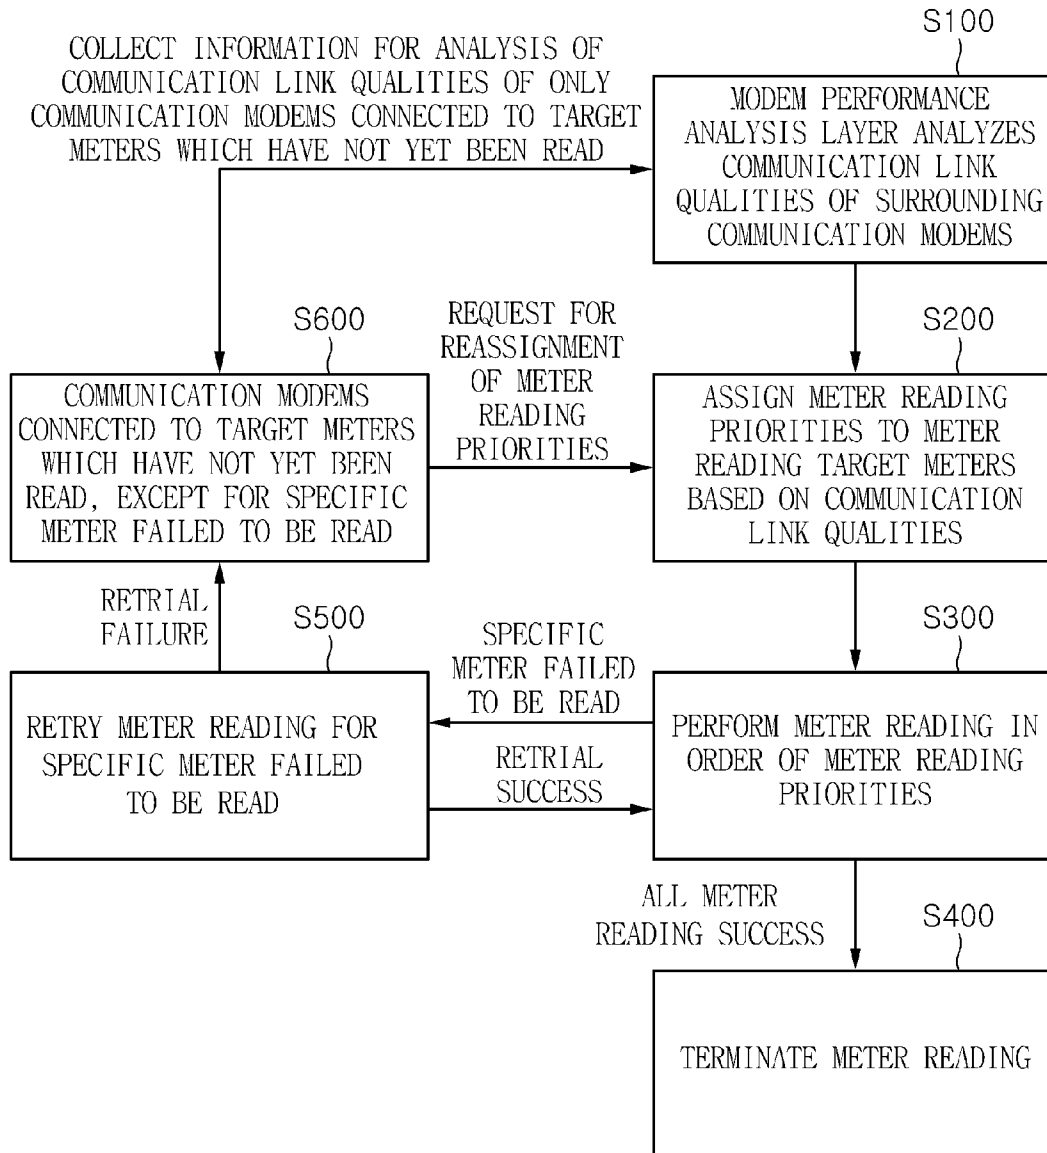 S100
COLLECT INFORMATION FOR ANALYSIS OF
COMMUNICATION LINK QUALITIES OF ONLY
COMMUNICATION MODEMS CONNECTED TO TARGET
METERS WHICH HAVE NOT YET BEEN READ
MODEM PERFORMANCE
ANALYSIS LAYER ANALYZES
COMMUNICATION LINK
QUALITIES OF SURROUNDING
COMMUNICATION MODEMS
S600
COMMUNICATION MODEMS
CONNECTED TO TARGET METERS
WHICH HAVE NOT YET BEEN
READ, EXCEPT FOR SPECIFIC
METER FAILED TO BE READ
REQUEST FOR
REASSIGNMENT
OF METER
READING
PRIORITIES
S200
ASSIGN METER READING
PRIORITIES TO METER
READING TARGET METERS
BASED ON COMMUNICATION
LINK QUALITIES
RETRIAL
FAILURE
S500
RETRY METER READING FOR
SPECIFIC METER FAILED
TO BE READ
SPECIFIC
METER FAILED
TO BE READ
RETRIAL
SUCCESS
S300
PERFORM METER READING IN
ORDER OF METER READING
PRIORITIES
ALL METER
READING SUCCESS
S400
TERMINATE METER READING